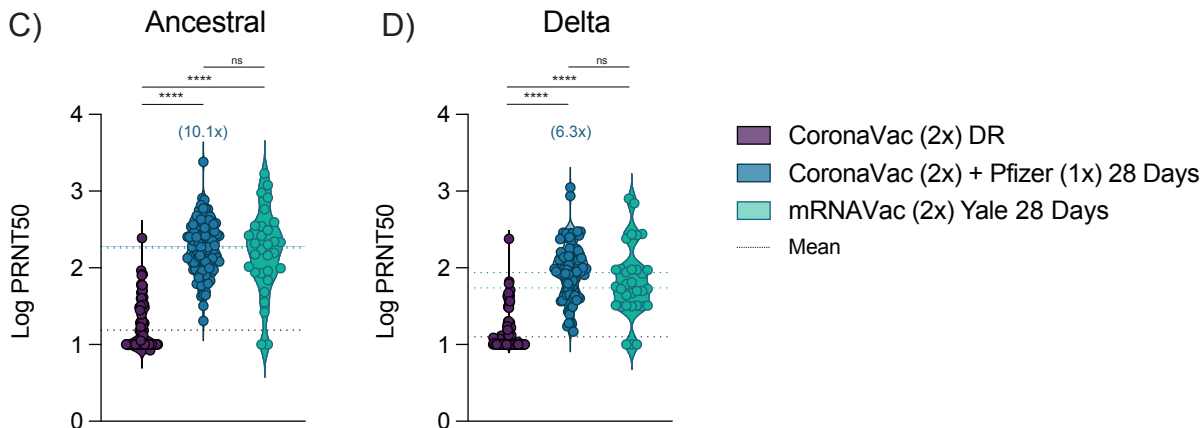 C)
Ancestral
ns
****
****
(10.1x)
Log PRNT50
4
3
2
1
0
D)
Delta
ns
****
****
(6.3x)
Log PRNT50
4
3
2
1
0
CoronaVac (2x) DR
CoronaVac (2x) + Pfizer (1x) 28 Days
mRNAVac (2x) Yale 28 Days
Mean